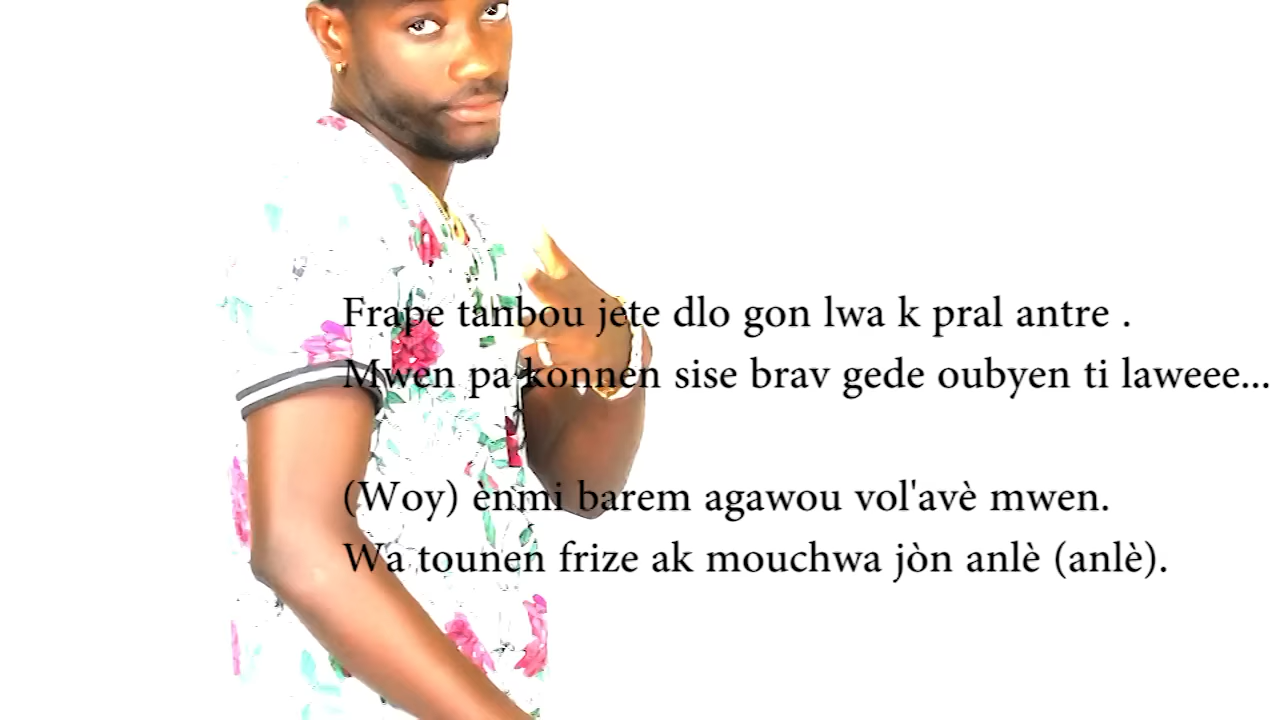 Frape tanbou jete dlo gon lwa k pral antre .
Mwen pa konnen sise brav gede oubyen ti laweee...
(Woy) ènmi barem agawou vol'avè mwen.
Wa tounen frize ak mouchwa jòn anlè (anlè).